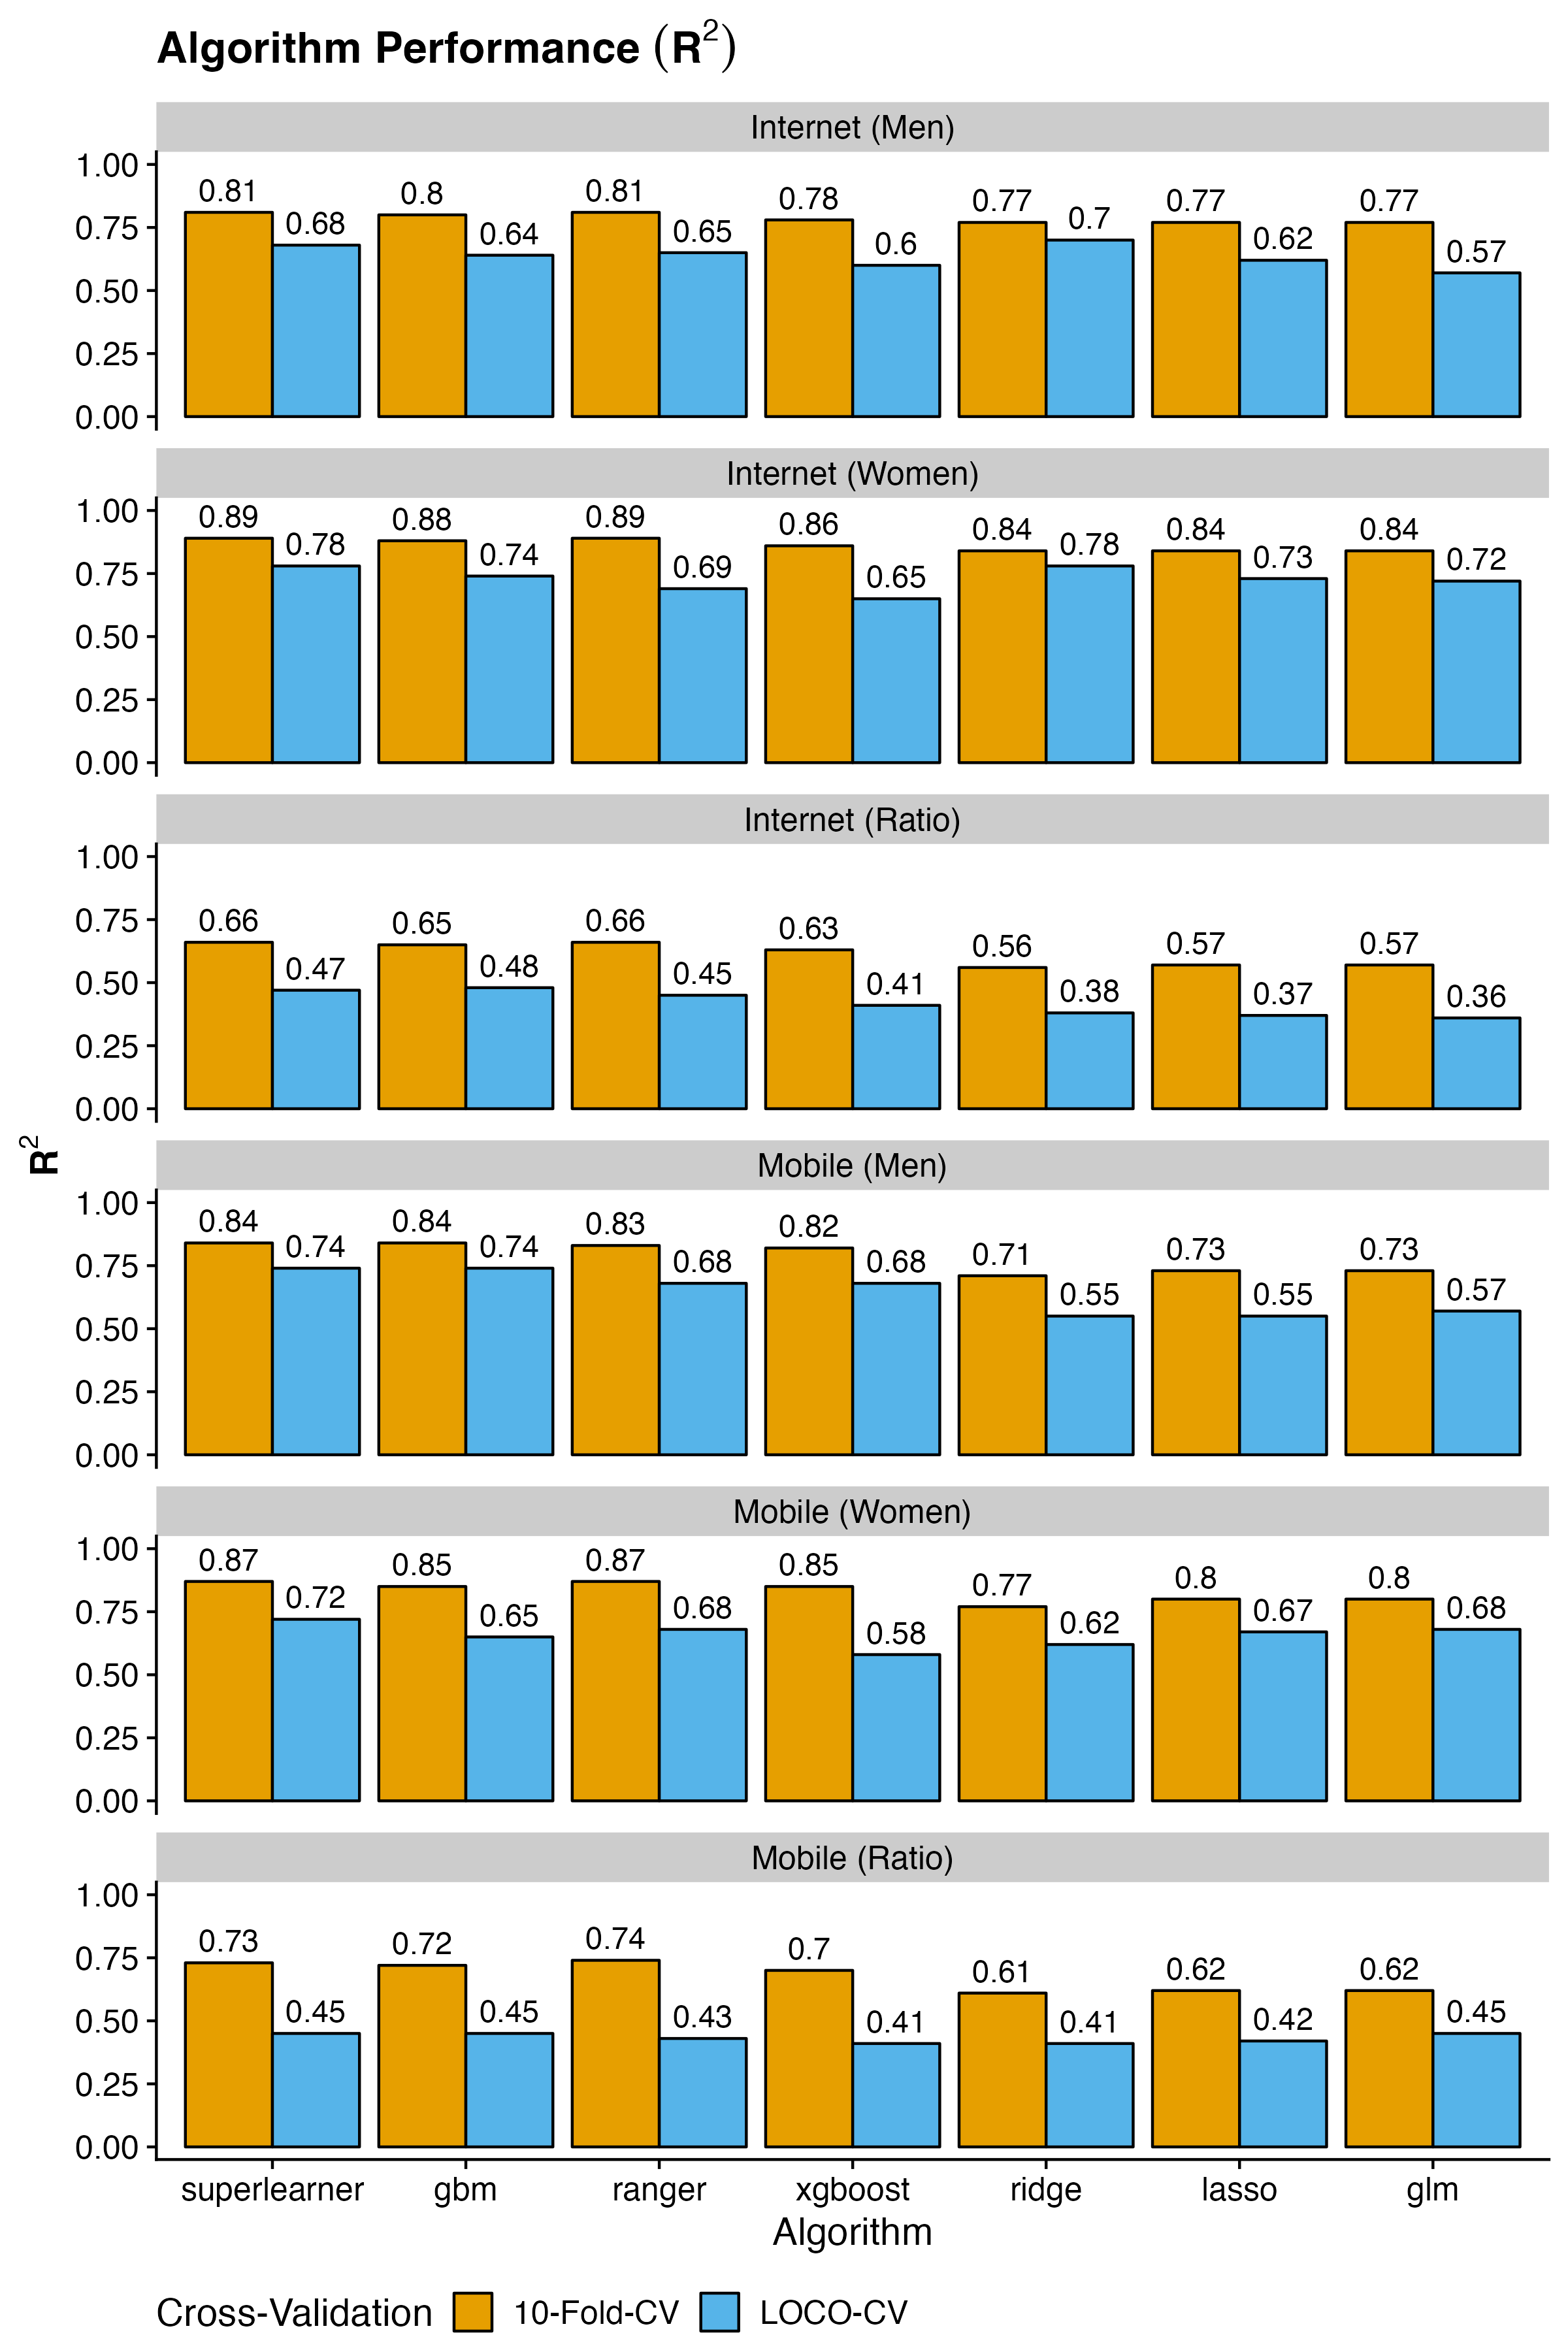 Algorithm Performance (R²)
Internet (Men)
1.00
0.75
0.50
0.25
0.00
0.81 0.68 0.8 0.64 0.81 0.65 0.78 0.6 0.77 0.7 0.77 0.62 0.77 0.57
Internet (Women)
1.00
0.75
0.50
0.25
0.00
0.89 0.78 0.88 0.74 0.89 0.69 0.86 0.65 0.84 0.78 0.84 0.73 0.84 0.72
Internet (Ratio)
1.00
0.75
0.50
0.25
0.00
0.66 0.47 0.65 0.48 0.66 0.45 0.63 0.41 0.56 0.38 0.57 0.37 0.57 0.36
R²
Mobile (Men)
1.00
0.75
0.50
0.25
0.00
0.84 0.74 0.84 0.74 0.83 0.68 0.82 0.68 0.71 0.55 0.73 0.55 0.73 0.57
Mobile (Women)
1.00
0.75
0.50
0.25
0.00
0.87 0.72 0.85 0.65 0.87 0.68 0.85 0.58 0.77 0.62 0.8 0.67 0.8 0.68
Mobile (Ratio)
1.00
0.75
0.50
0.25
0.00
0.73 0.45 0.72 0.45 0.74 0.43 0.7 0.41 0.61 0.41 0.62 0.42 0.62 0.45
superlearner gbm ranger xgboost ridge lasso glm
Algorithm
Cross-Validation 10-Fold-CV LOCO-CV